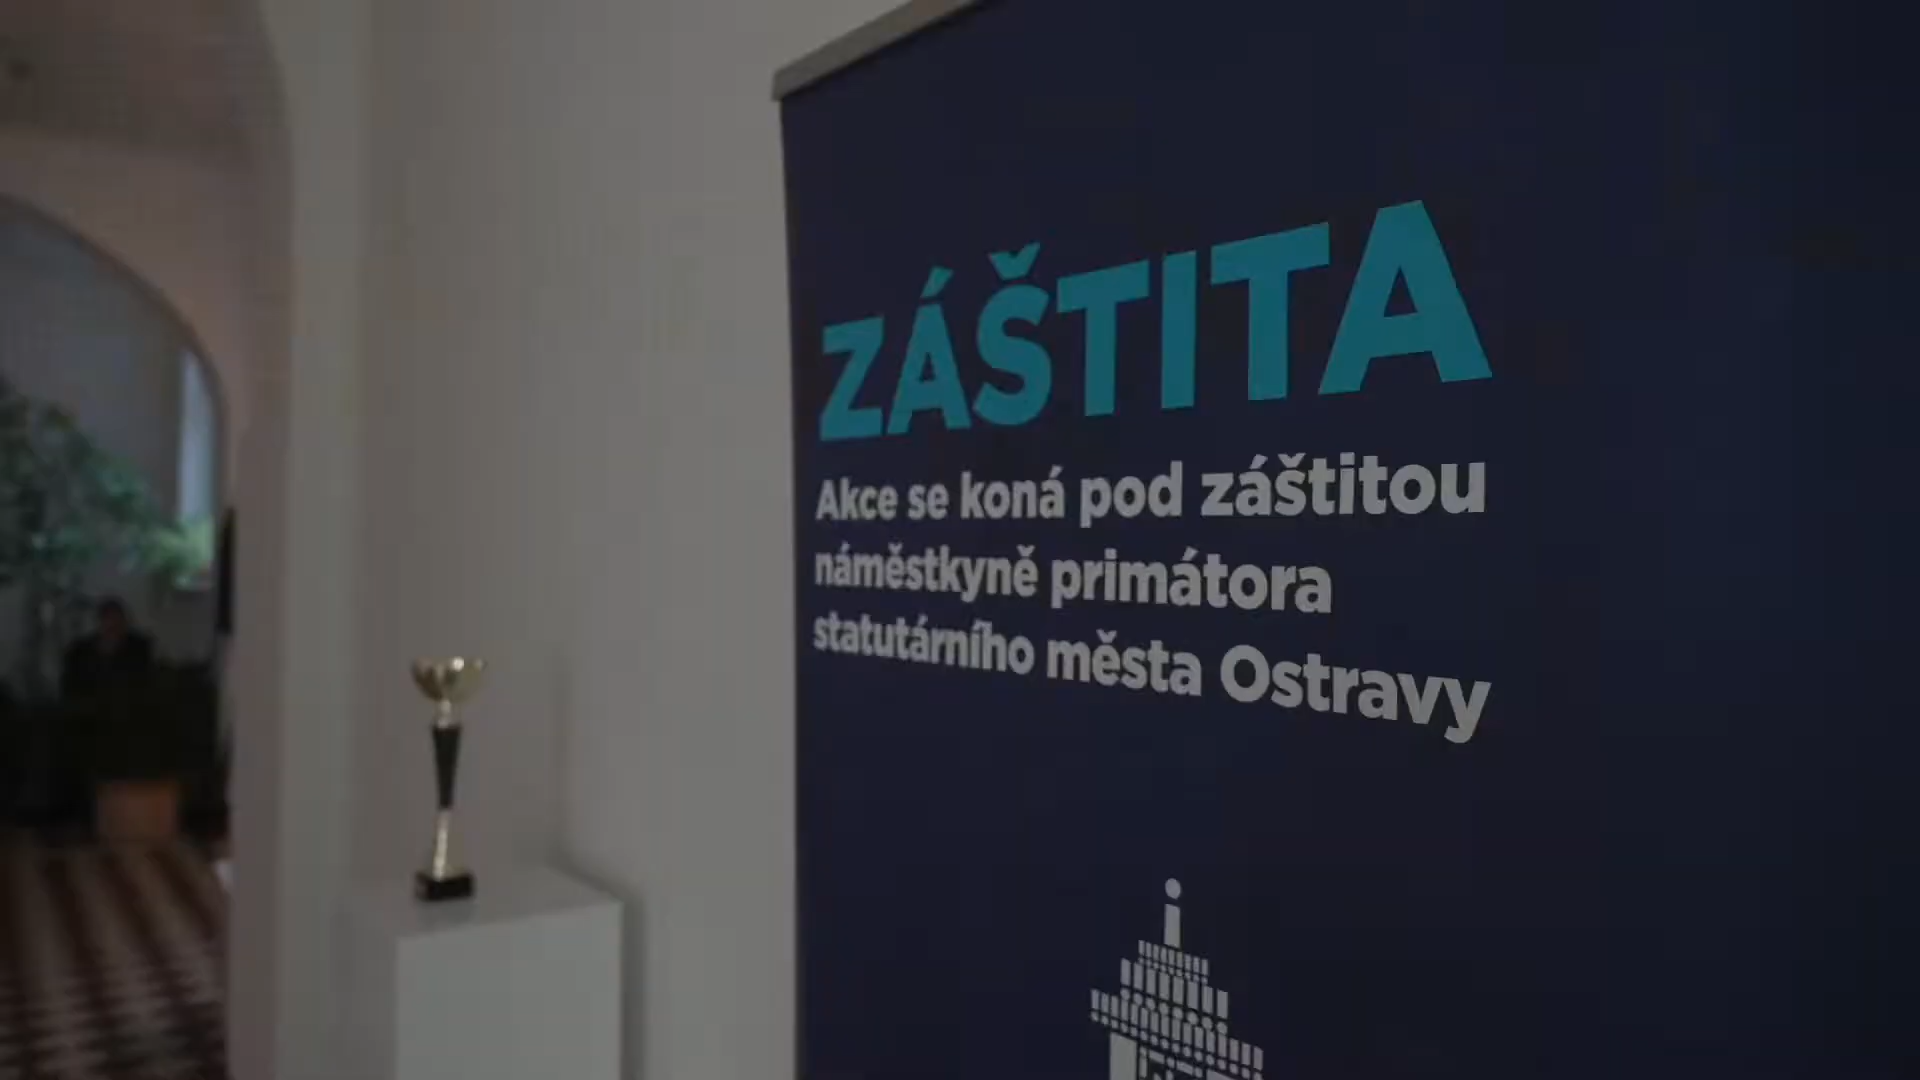 ZÁŠTITA
Akce se koná pod záštitou
náměstkyně primátora
statutárního města Ostravy